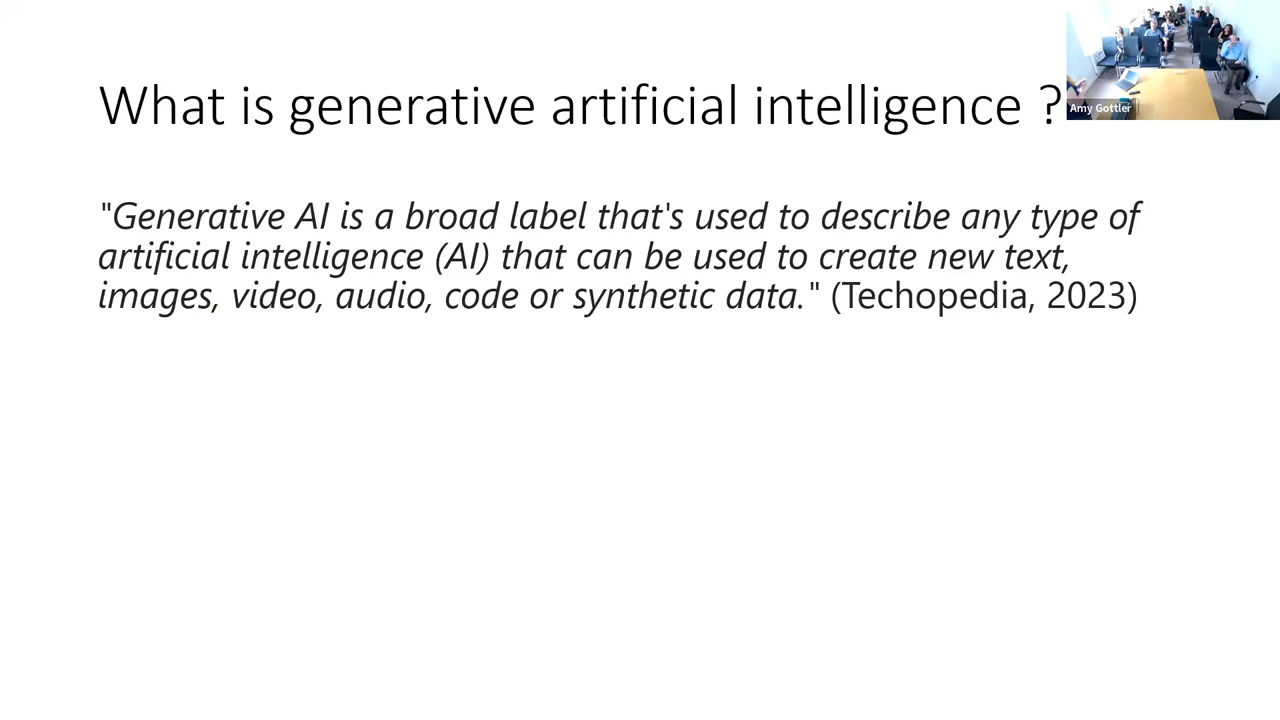 What is generative artificial intelligence ?
Amy Gottler
"Generative AI is a broad label that's used to describe any type of
artificial intelligence (AI) that can be used to create new text,
images, video, audio, code or synthetic data." (Techopedia, 2023)